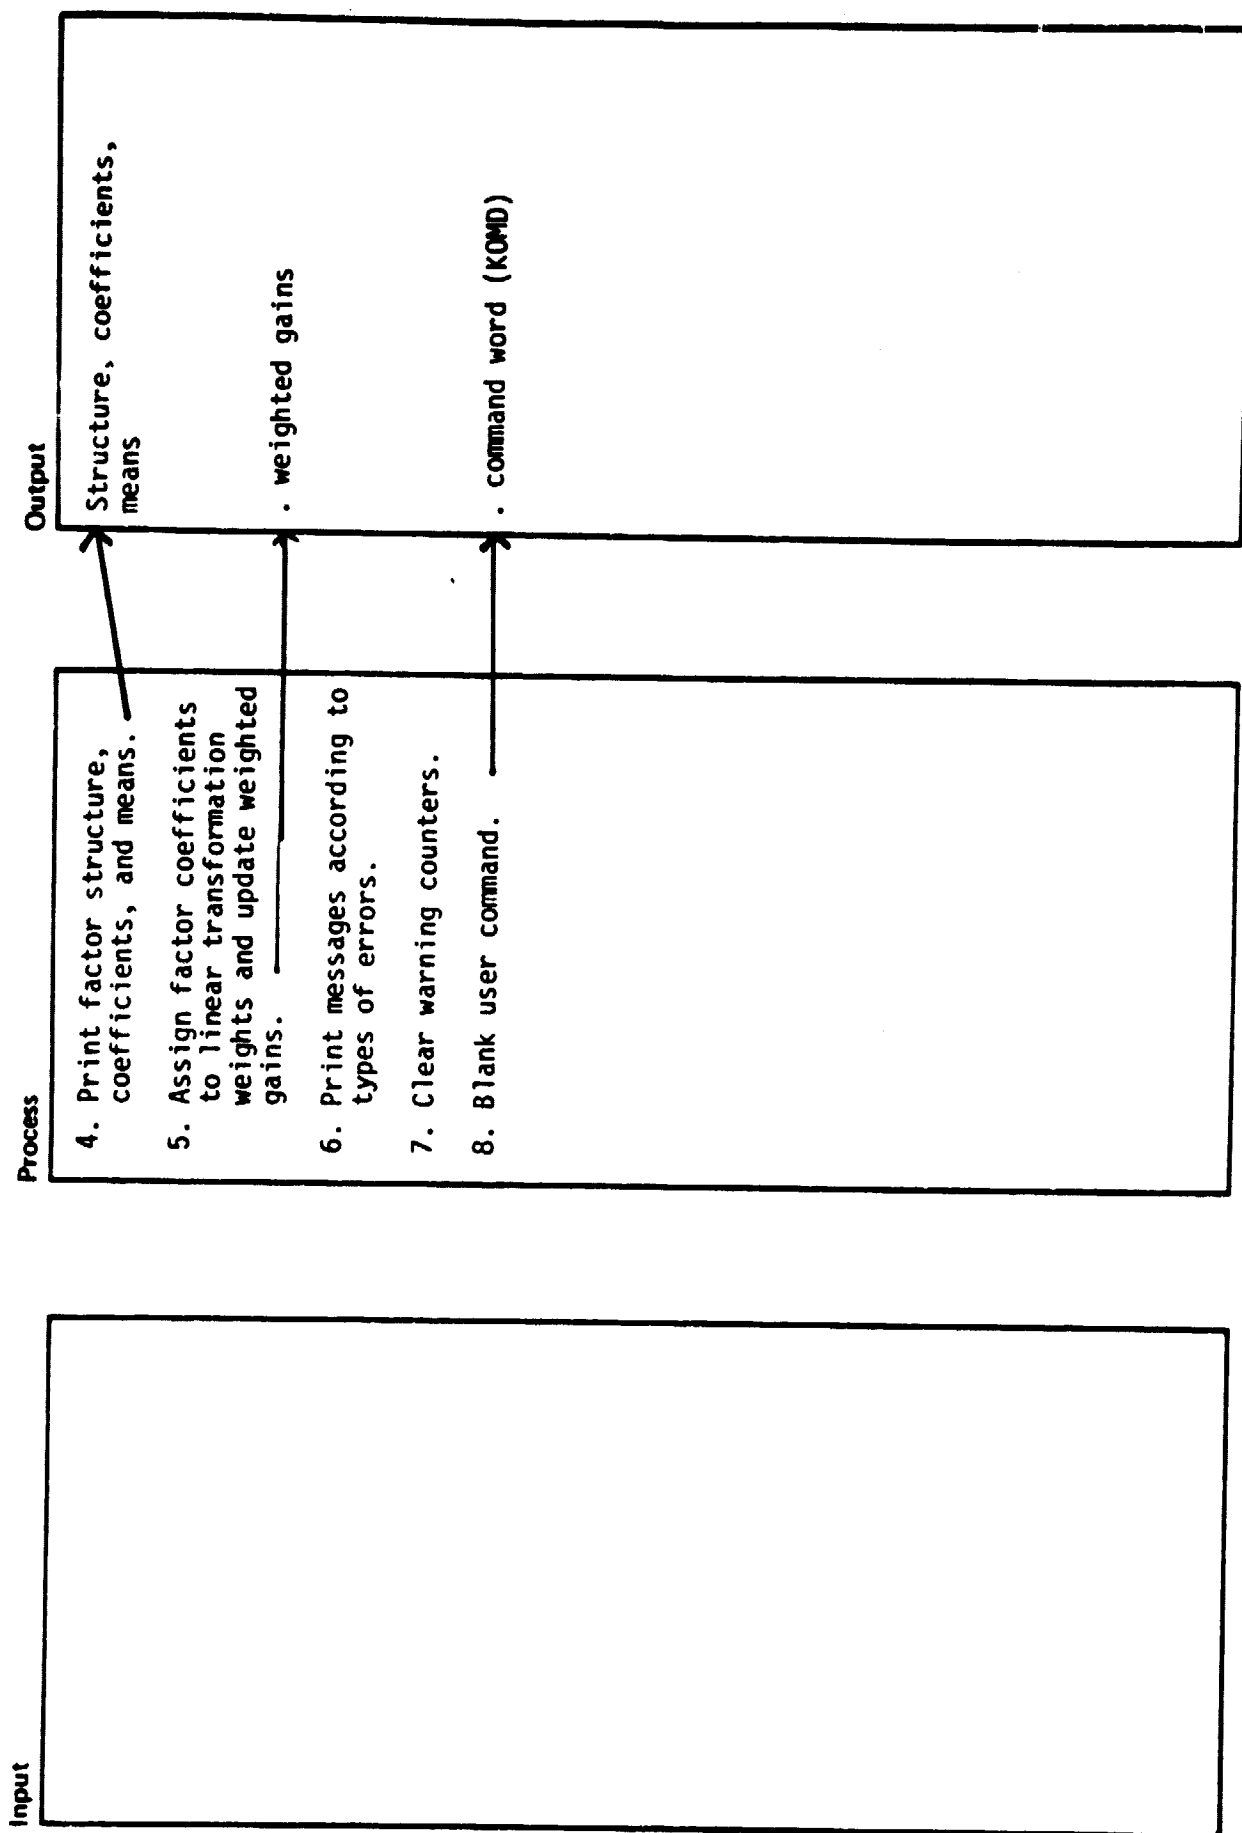 Input
Process
4. Print factor structure,
coefficients, and means.
5. Assign factor coefficients
to linear transformation
weights and update weighted
gains.
6. Print messages according to
types of errors.
7. Clear warning counters.
8. Blank user command.
Output
Structure, coefficients,
means
. weighted gains
. command word (KOMD)